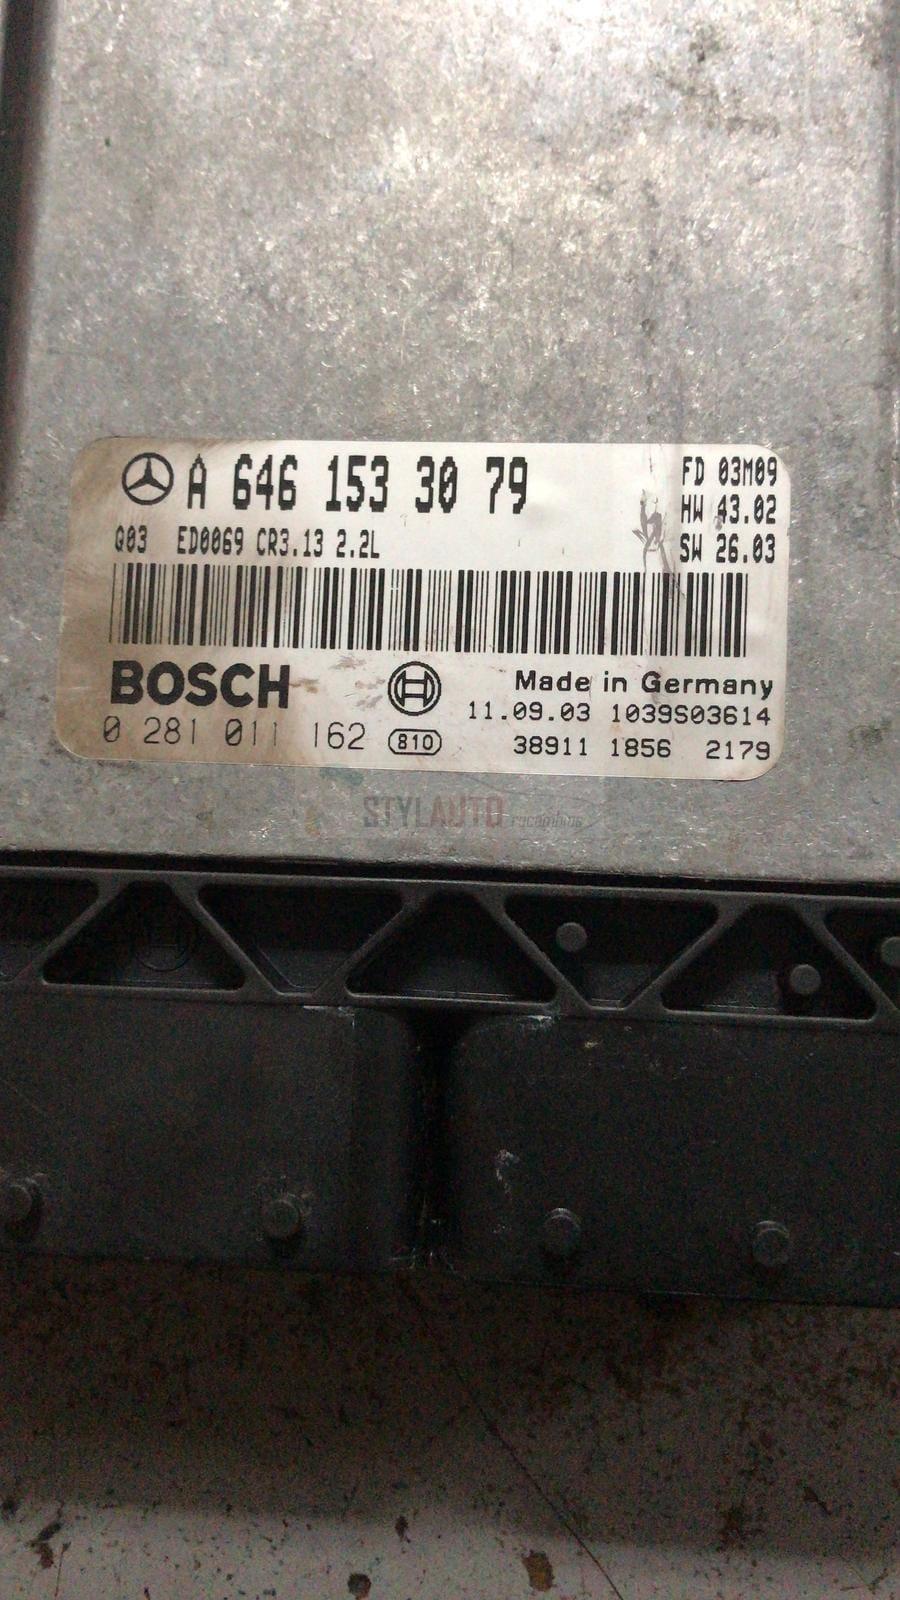 A 646 153 30 79
FD 03M09
HW 43.02
Q03 ED0069 CR3.13 2.2L
SW 26.03
BOSCH
Made in Germany
11.09.03 1039S03614
0 281 011 162 810
38911 1856 2179
STYLAUTO recambios